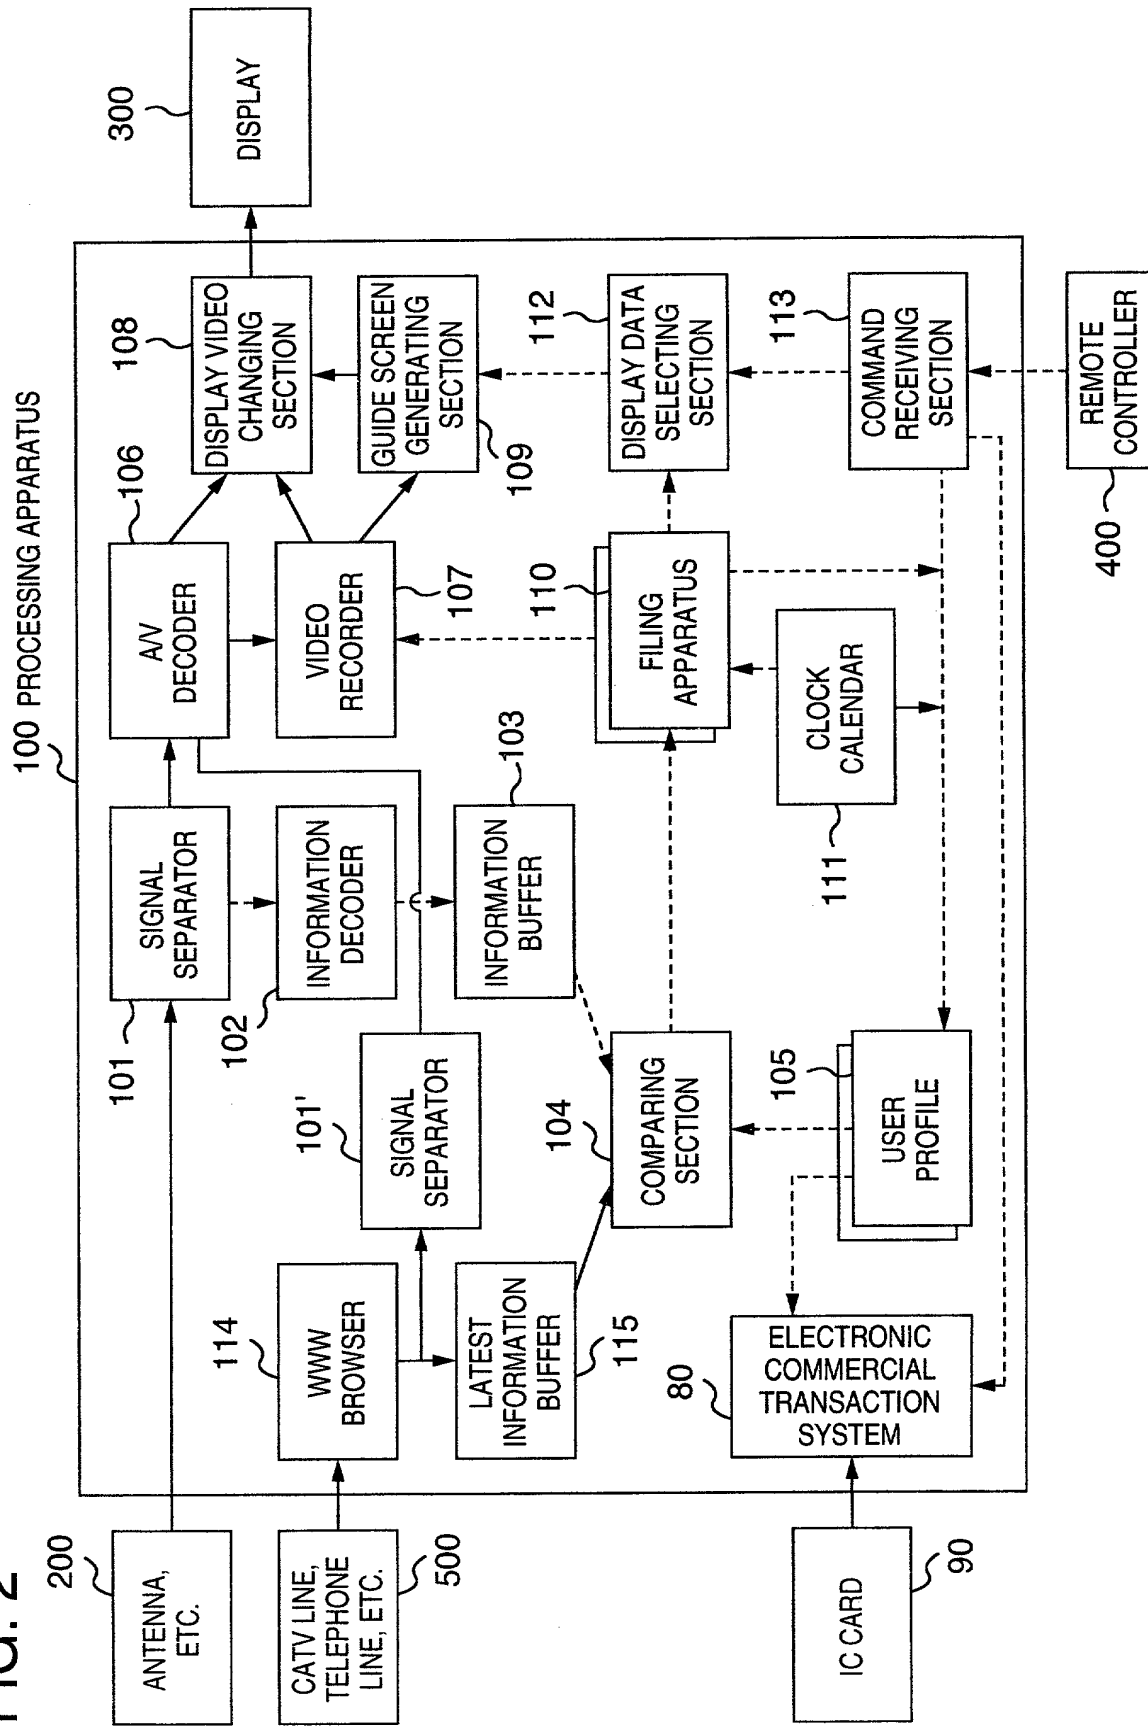 FIG. 2
100 PROCESSING APPARATUS
200
ANTENNA,
ETC.
101
SIGNAL
SEPARATOR
106
A/V
DECODER
108
DISPLAY VIDEO
CHANGING
SECTION
300
DISPLAY
500
CATV LINE,
TELEPHONE
LINE, ETC.
114
WWW
BROWSER
102
INFORMATION
DECODER
107
VIDEO
RECORDER
109
GUIDE SCREEN
GENERATING
SECTION
101'
SIGNAL
SEPARATOR
103
INFORMATION
BUFFER
115
LATEST
INFORMATION
BUFFER
104
COMPARING
SECTION
110
FILING
APPARATUS
112
DISPLAY DATA
SELECTING
SECTION
80
ELECTRONIC
COMMERCIAL
TRANSACTION
SYSTEM
105
USER
PROFILE
111
CLOCK
CALENDAR
113
COMMAND
RECEIVING
SECTION
90
IC CARD
400
REMOTE
CONTROLLER